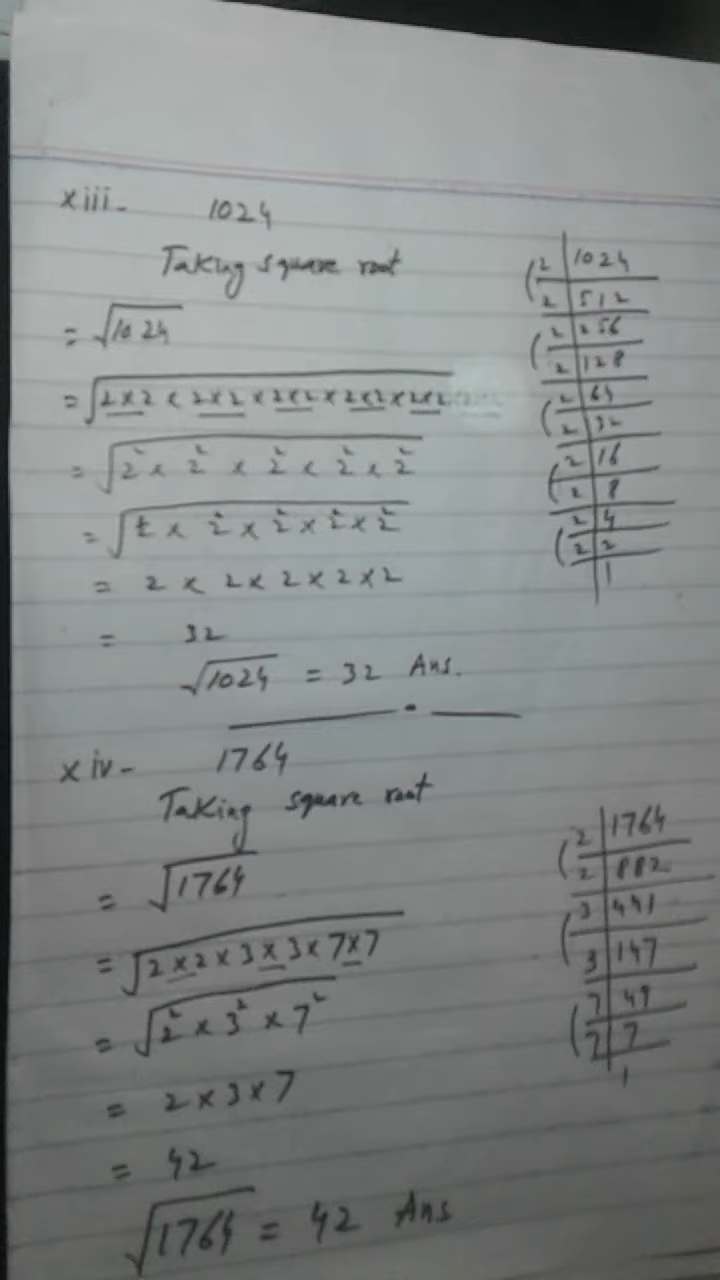 xiii- 1024
Taking square root
= √1024
= √2×2 × 2×2 × 2×2 × 2×2 × 2×2
= √2² × 2² × 2² × 2² × 2²
= √2² × 2² × 2² × 2² × 2²
= 2 × 2 × 2 × 2 × 2
= 32
√1024 = 32 Ans.
2 | 1024
2 | 512
2 | 256
2 | 128
2 | 64
2 | 32
2 | 16
2 | 8
2 | 4
2 | 2
1
xiv- 1764
Taking square root
= √1764
= √2×2×3×3×7×7
= √2² × 3² × 7²
= 2×3×7
= 42
√1764 = 42 Ans
2 | 1764
2 | 882
3 | 441
3 | 147
7 | 49
7 | 7
1